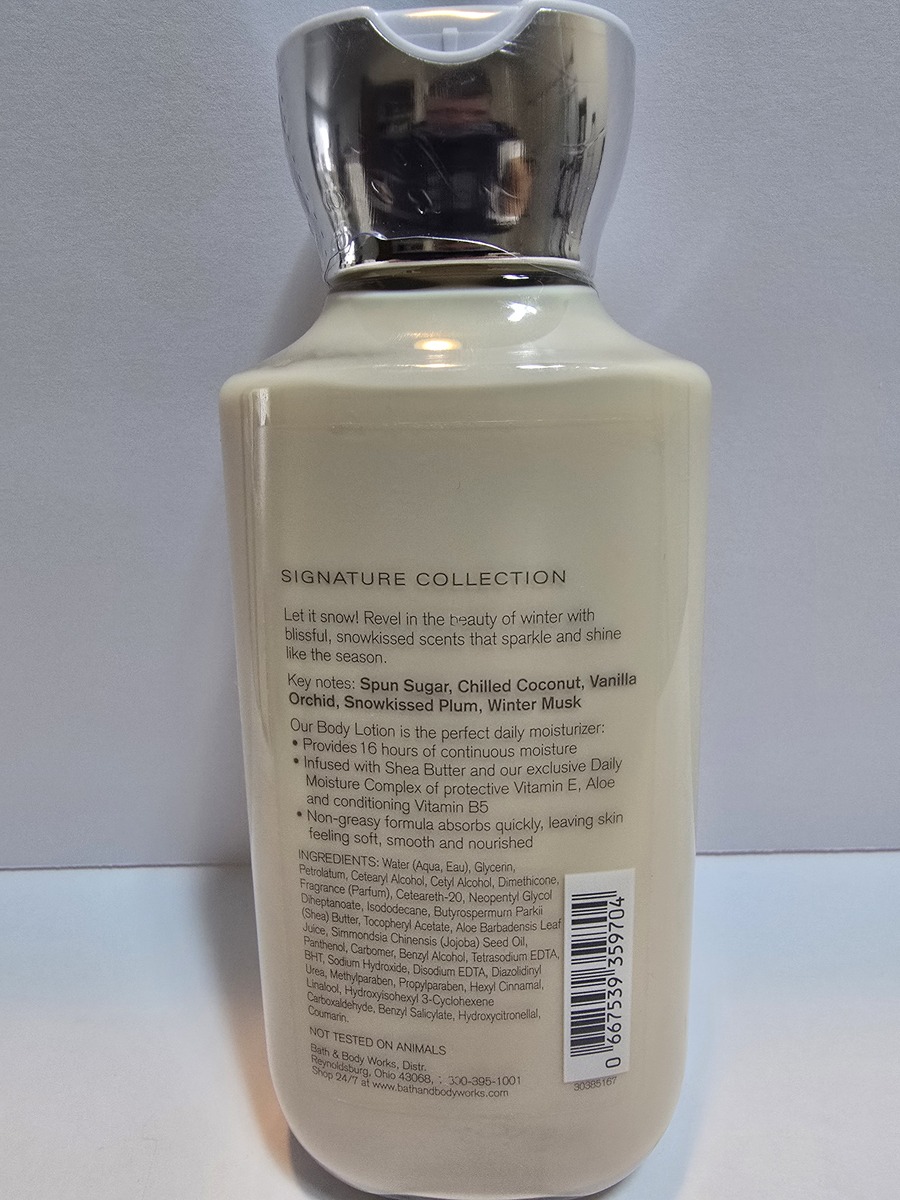 SIGNATURE COLLECTION
Let it snow! Revel in the beauty of winter with
blissful, snowkissed scents that sparkle and shine
like the season.
Key notes: Spun Sugar, Chilled Coconut, Vanilla
Orchid, Snowkissed Plum, Winter Musk
Our Body Lotion is the perfect daily moisturizer:
• Provides 16 hours of continuous moisture
• Infused with Shea Butter and our exclusive Daily
Moisture Complex of protective Vitamin E, Aloe
and conditioning Vitamin B5
• Non-greasy formula absorbs quickly, leaving skin
feeling soft, smooth and nourished
INGREDIENTS: Water (Aqua, Eau), Glycerin,
Petrolatum, Cetearyl Alcohol, Cetyl Alcohol, Dimethicone,
Fragrance (Parfum), Ceteareth-20, Neopentyl Glycol
Diheptanoate, Isododecane, Butyrospermum Parkii
(Shea) Butter, Tocopheryl Acetate, Aloe Barbadensis Leaf
Juice, Simmondsia Chinensis (Jojoba) Seed Oil,
Panthenol, Carbomer, Benzyl Alcohol, Tetrasodium EDTA,
BHT, Sodium Hydroxide, Disodium EDTA, Diazolidinyl
Urea, Methylparaben, Propylparaben, Hexyl Cinnamal,
Linalool, Hydroxyisohexyl 3-Cyclohexene
Carboxaldehyde, Benzyl Salicylate, Hydroxycitronellal,
Coumarin.
NOT TESTED ON ANIMALS
Bath & Body Works, Distr.
Reynoldsburg, Ohio 43068,
Shop 24/7 at www.bathandbodyworks.com
0 667539 359704
30385167